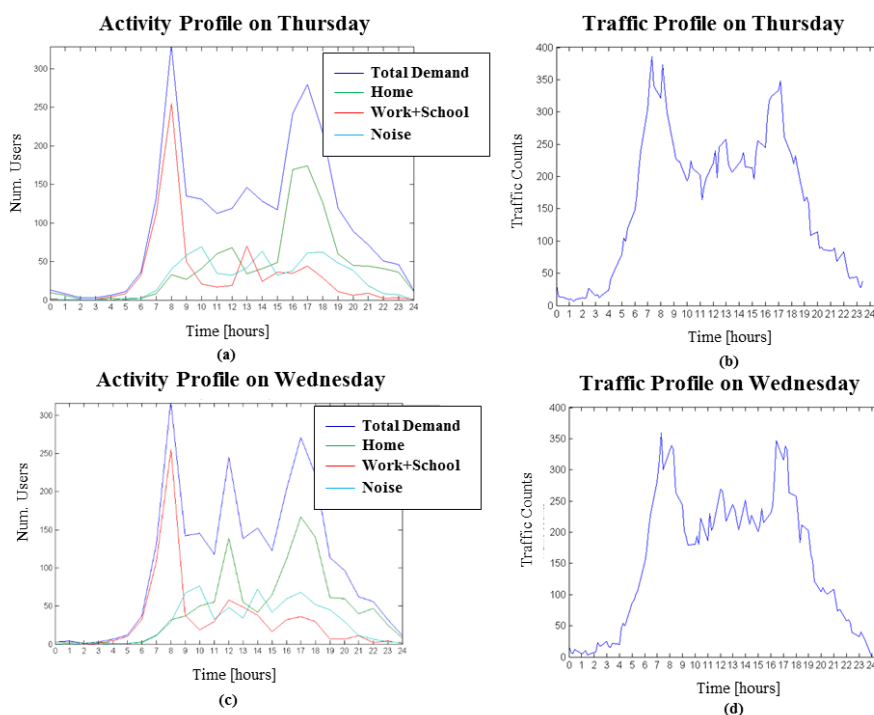 Activity Profile on Thursday
Num. Users
300
250
200
150
100
50
0
0 1 2 3 4 5 6 7 8 9 10 11 12 13 14 15 16 17 18 19 20 21 22 23 24
Total Demand
Home
Work+School
Noise
Time [hours]
(a)
Traffic Profile on Thursday
Traffic Counts
400
350
300
250
200
150
100
50
0
0 1 2 3 4 5 6 7 8 9 10 11 12 13 14 15 16 17 18 19 20 21 22 23 24
Time [hours]
(b)
Activity Profile on Wednesday
Num. Users
300
250
200
150
100
50
0
0 1 2 3 4 5 6 7 8 9 10 11 12 13 14 15 16 17 18 19 20 21 22 23 24
Total Demand
Home
Work+School
Noise
Time [hours]
(c)
Traffic Profile on Wednesday
Traffic Counts
400
350
300
250
200
150
100
50
0
0 1 2 3 4 5 6 7 8 9 10 11 12 13 14 15 16 17 18 19 20 21 22 23 24
Time [hours]
(d)